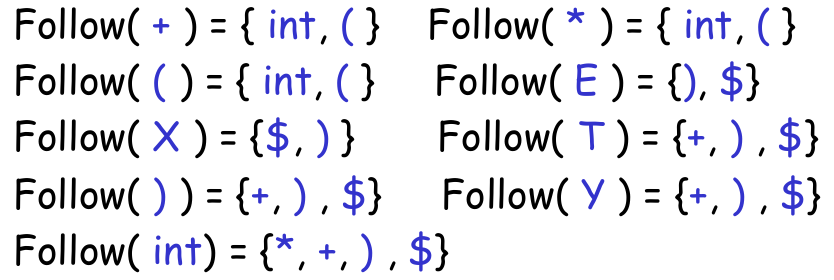 Follow( + ) = { int, ( } Follow( * ) = { int, ( }
Follow( ( ) = { int, ( } Follow( E ) = {), $}
Follow( X ) = {$, ) } Follow( T ) = {+, ) , $}
Follow( ) ) = {+, ) , $} Follow( Y ) = {+, ) , $}
Follow( int) = {*, +, ) , $}